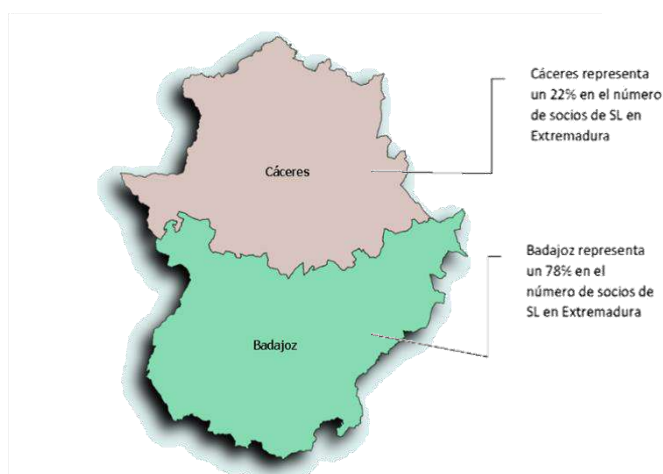 Cáceres representa
un 22% en el número
de socios de SL en
Extremadura
Cáceres
Badajoz representa
un 78% en el
número de socios de
SL en Extremadura
Badajoz